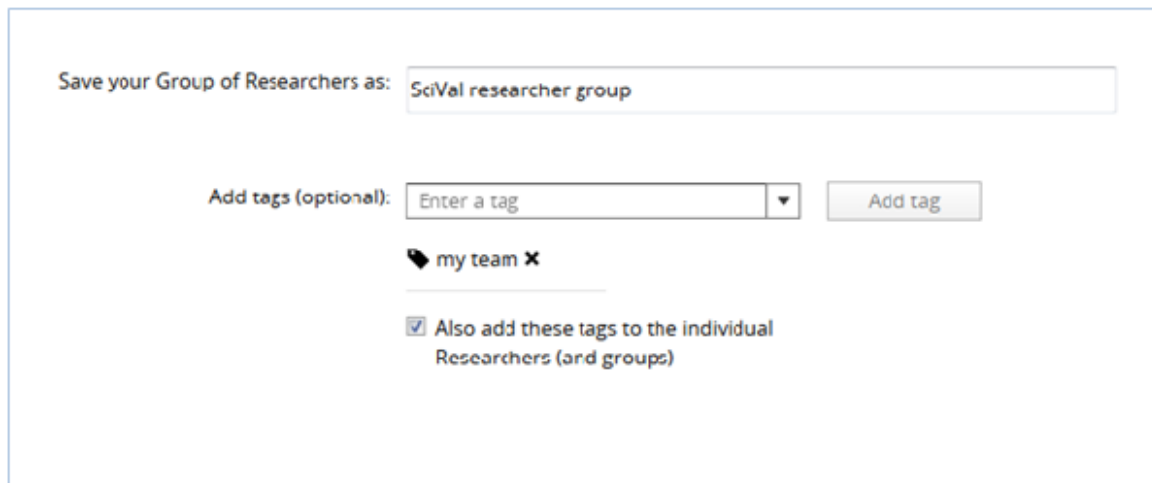 Save your Group of Researchers as: SciVal researcher group
Add tags (optional): Enter a tag Add tag
my team
Also add these tags to the individual
Researchers (and groups)